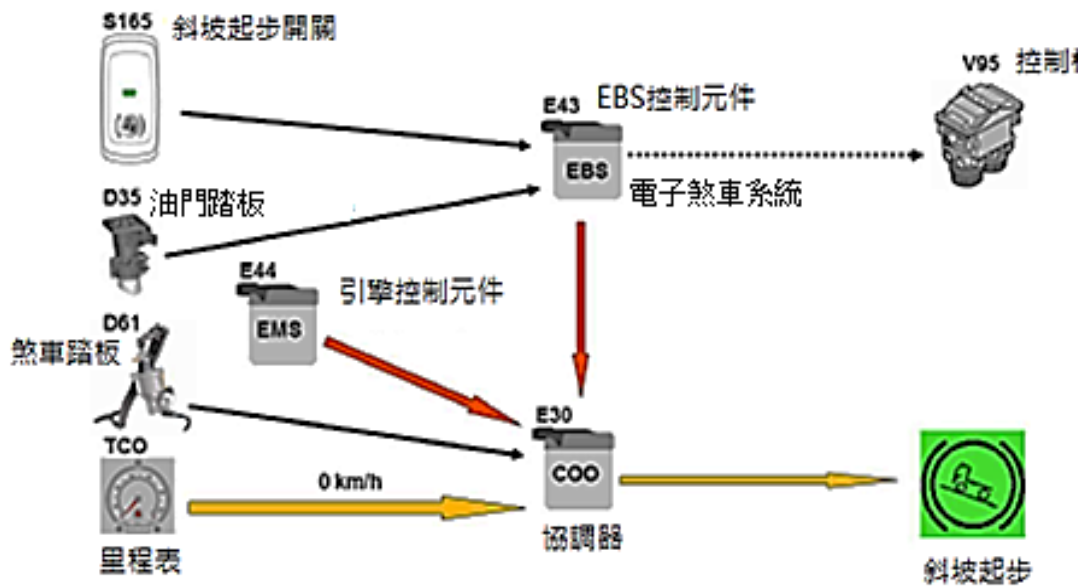 S165 斜坡起步開關
E43 EBS控制元件
V95 控制
EBS
電子煞車系統
D35 油門踏板
E44 引擎控制元件
EMS
D61
煞車踏板
E30
TCO
COO
0 km/h
里程表
協調器
斜坡起步